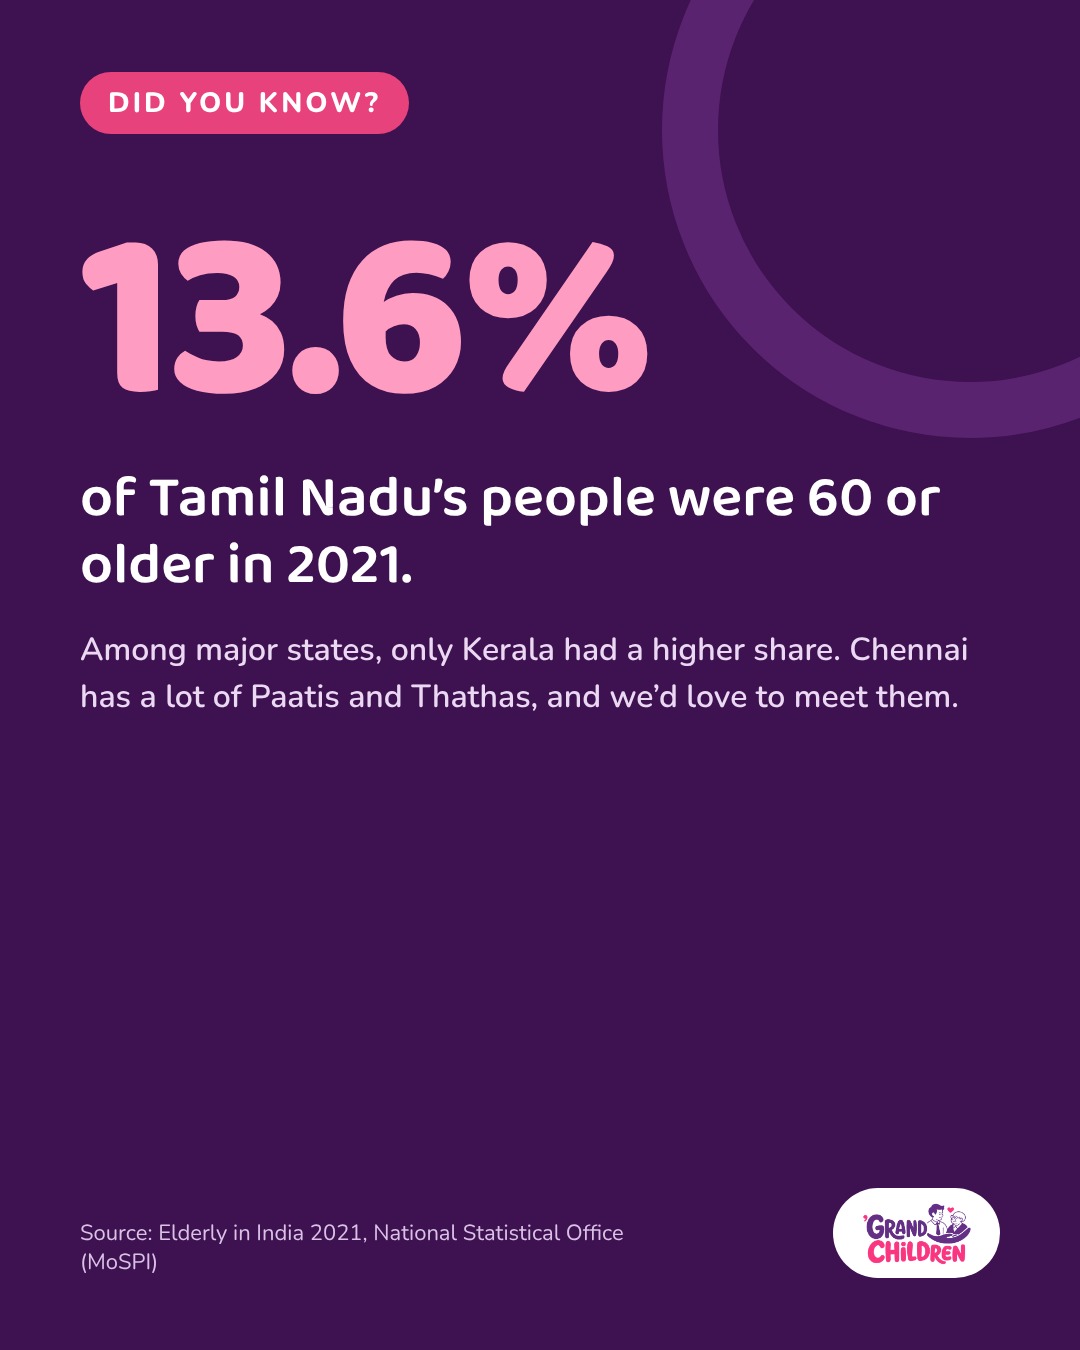 DID YOU KNOW?
13.6%
of Tamil Nadu’s people were 60 or
older in 2021.
Among major states, only Kerala had a higher share. Chennai
has a lot of Paatis and Thathas, and we’d love to meet them.
Source: Elderly in India 2021, National Statistical Office
(MoSPI)
'GRAND
CHiLDREN